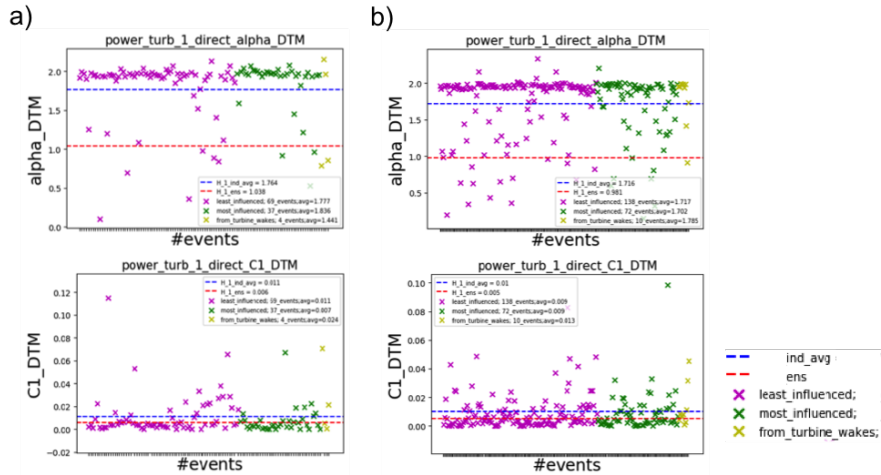 a)
power_turb_1_direct_alpha_DTM
alpha_DTM
2.0
1.5
1.0
0.5
0.0
H_1_ind_avg = 1.764
H_1_ens = 1.038
least_influenced; 69_events;avg=1.777
most_influenced; 37_events;avg=1.836
from_turbine_wakes; 4_events;avg=1.441
#events
b)
power_turb_1_direct_alpha_DTM
alpha_DTM
2.0
1.5
1.0
0.5
H_1_ind_avg = 1.716
H_1_ens = 0.981
least_influenced; 138_events;avg=1.717
most_influenced; 72_events;avg=1.702
from_turbine_wakes; 10_events;avg=1.785
#events
power_turb_1_direct_C1_DTM
C1_DTM
0.12
0.10
0.08
0.06
0.04
0.02
0.00
−0.02
H_1_ind_avg = 0.011
H_1_ens = 0.006
least_influenced; 59_events;avg=0.011
most_influenced; 37_events;avg=0.007
from_turbine_wakes; 4_events;avg=0.024
#events
power_turb_1_direct_C1_DTM
C1_DTM
0.10
0.08
0.06
0.04
0.02
0.00
H_1_ind_avg = 0.01
H_1_ens = 0.005
least_influenced; 138_events;avg=0.009
most_influenced; 72_events;avg=0.009
from_turbine_wakes; 10_events;avg=0.013
#events
ind_avg
ens
least_influenced;
most_influenced;
from_turbine_wakes;